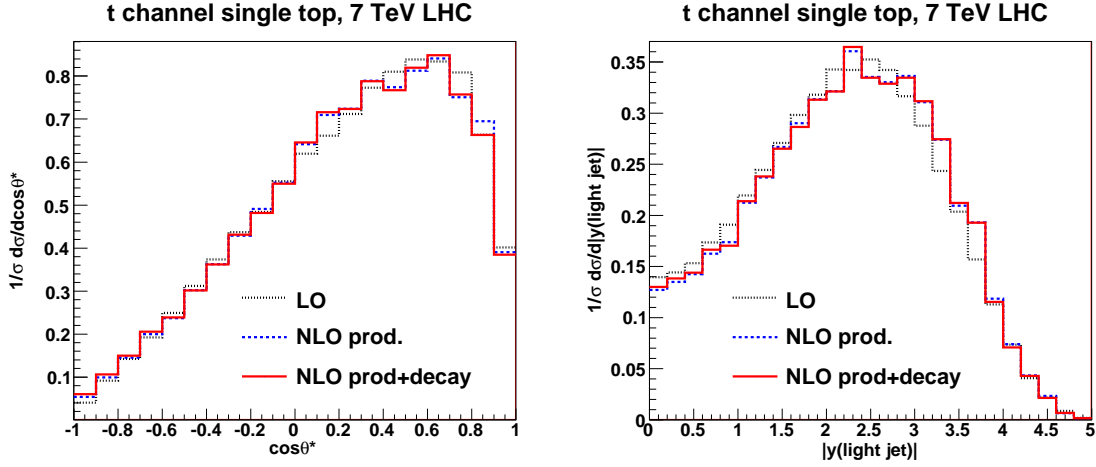 t channel single top, 7 TeV LHC
1/σ dσ/dcosθ*
0.8
0.7
0.6
0.5
0.4
0.3
0.2
0.1
LO
NLO prod.
NLO prod+decay
-1 -0.8 -0.6 -0.4 -0.2 0 0.2 0.4 0.6 0.8 1
cosθ*
t channel single top, 7 TeV LHC
1/σ dσ/d|y(light jet)|
0.35
0.3
0.25
0.2
0.15
0.1
0.05
0
LO
NLO prod.
NLO prod+decay
0 0.5 1 1.5 2 2.5 3 3.5 4 4.5 5
|y(light jet)|